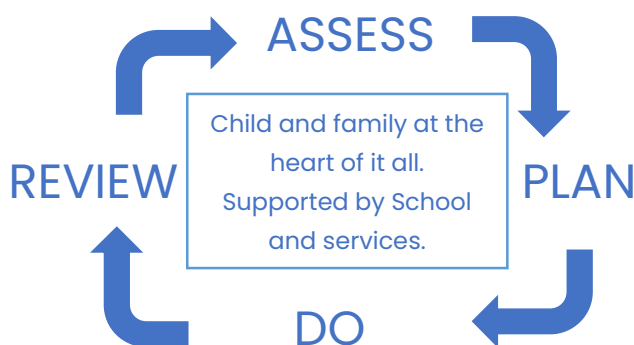 ASSESS
Child and family at the
heart of it all.
Supported by School
and services.
REVIEW
PLAN
DO